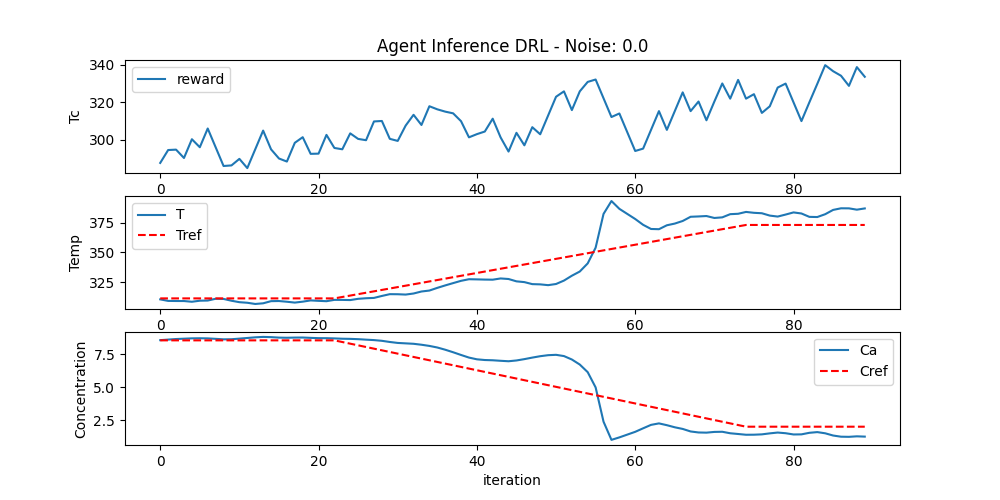 Agent Inference DRL - Noise: 0.0
340
320
300
Tc
reward
0 20 40 60 80
375
350
325
Temp
T
Tref
0 20 40 60 80
7.5
5.0
2.5
Concentration
Ca
Cref
0 20 40 60 80
iteration